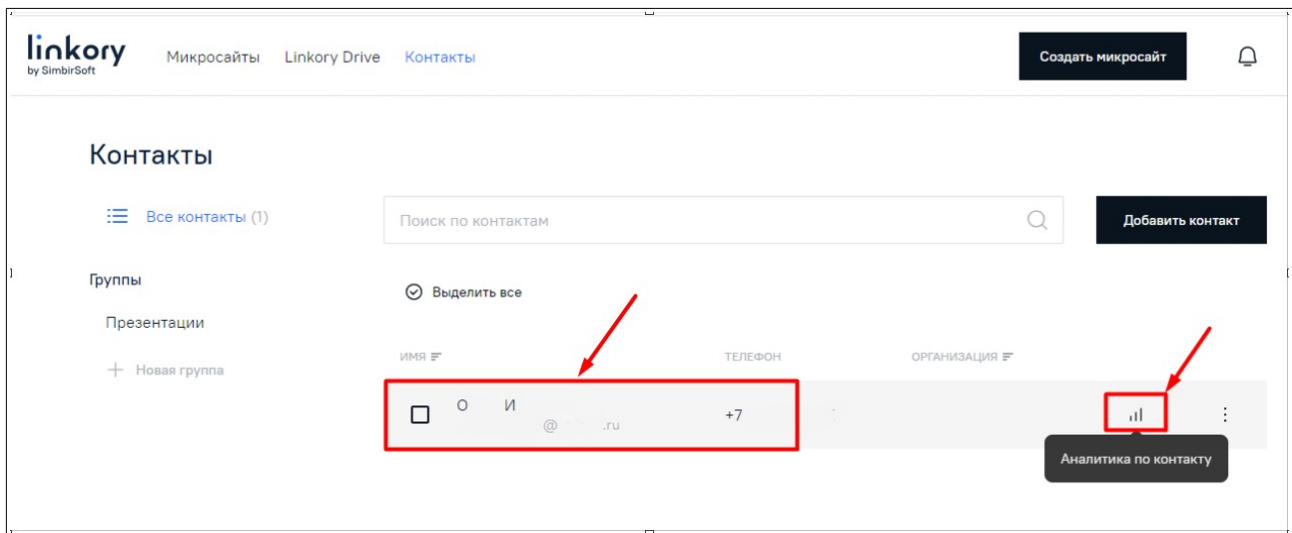 linkory
by SimbirSoft
Микросайты Linkory Drive Контакты
Создать микросайт
Контакты
Все контакты (1)
Поиск по контактам
Добавить контакт
Группы
Выделить все
Презентации
Новая группа
ИМЯ ТЕЛЕФОН ОРГАНИЗАЦИЯ
О И
@ .ru
+7
Аналитика по контакту